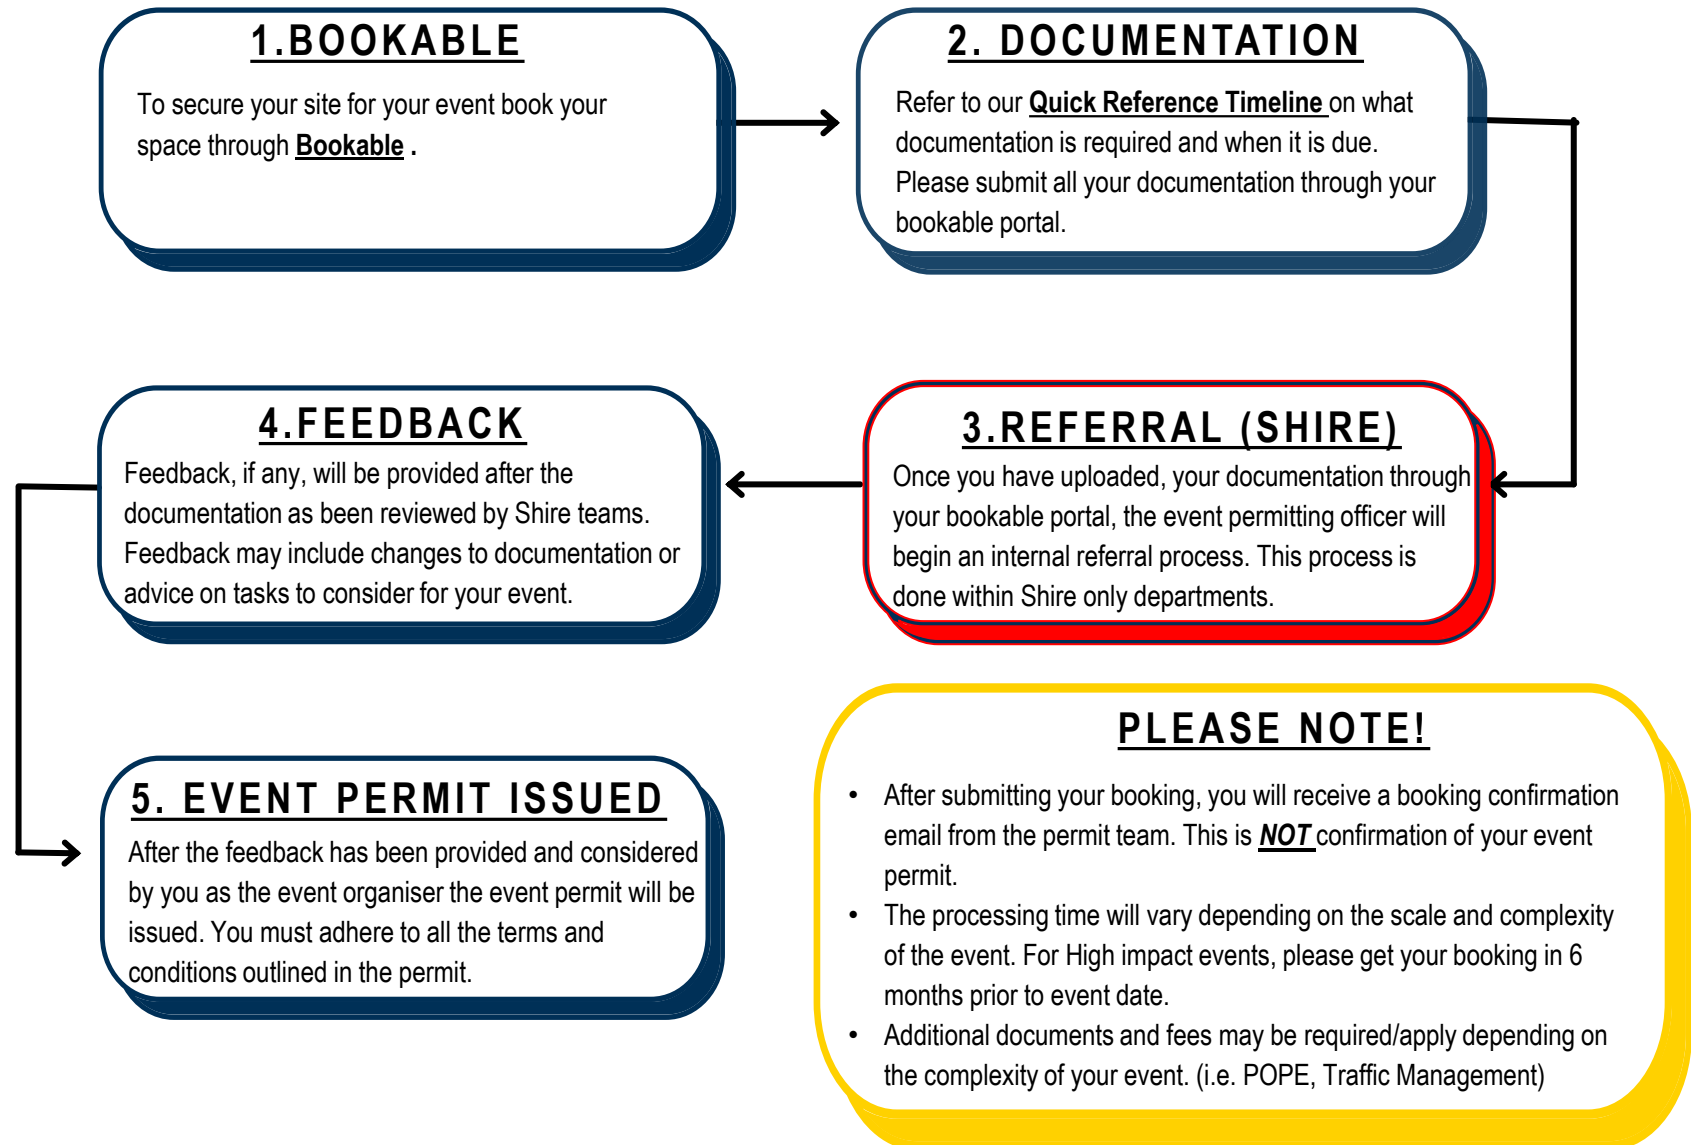 1.BOOKABLE
To secure your site for your event book your
space through Bookable .
2. DOCUMENTATION
Refer to our Quick Reference Timeline on what
documentation is required and when it is due.
Please submit all your documentation through your
bookable portal.
3.REFERRAL (SHIRE)
Once you have uploaded, your documentation through
your bookable portal, the event permitting officer will
begin an internal referral process. This process is
done within Shire only departments.
4.FEEDBACK
Feedback, if any, will be provided after the
documentation as been reviewed by Shire teams.
Feedback may include changes to documentation or
advice on tasks to consider for your event.
5. EVENT PERMIT ISSUED
After the feedback has been provided and considered
by you as the event organiser the event permit will be
issued. You must adhere to all the terms and
conditions outlined in the permit.
PLEASE NOTE!
• After submitting your booking, you will receive a booking confirmation
email from the permit team. This is NOT confirmation of your event
permit.
• The processing time will vary depending on the scale and complexity
of the event. For High impact events, please get your booking in 6
months prior to event date.
• Additional documents and fees may be required/apply depending on
the complexity of your event. (i.e. POPE, Traffic Management)